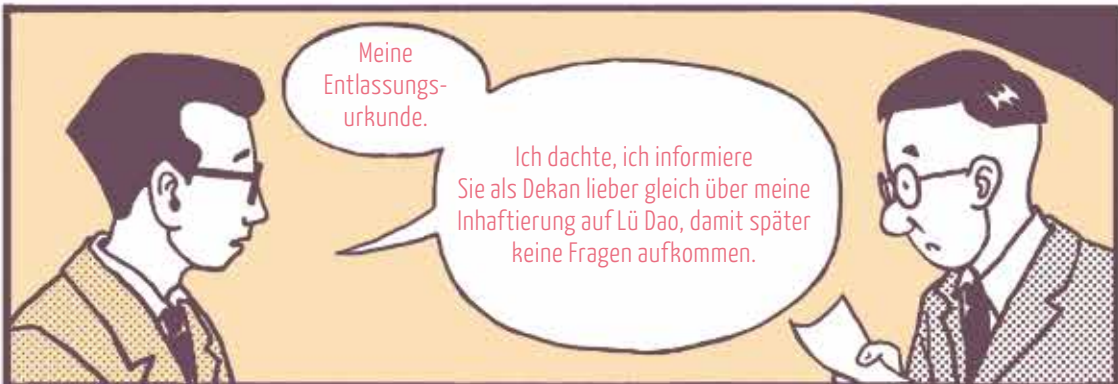 Meine
Entlassungs-
urkunde.
Ich dachte, ich informiere
Sie als Dekan lieber gleich über meine
Inhaftierung auf Lü Dao, damit später
keine Fragen aufkommen.